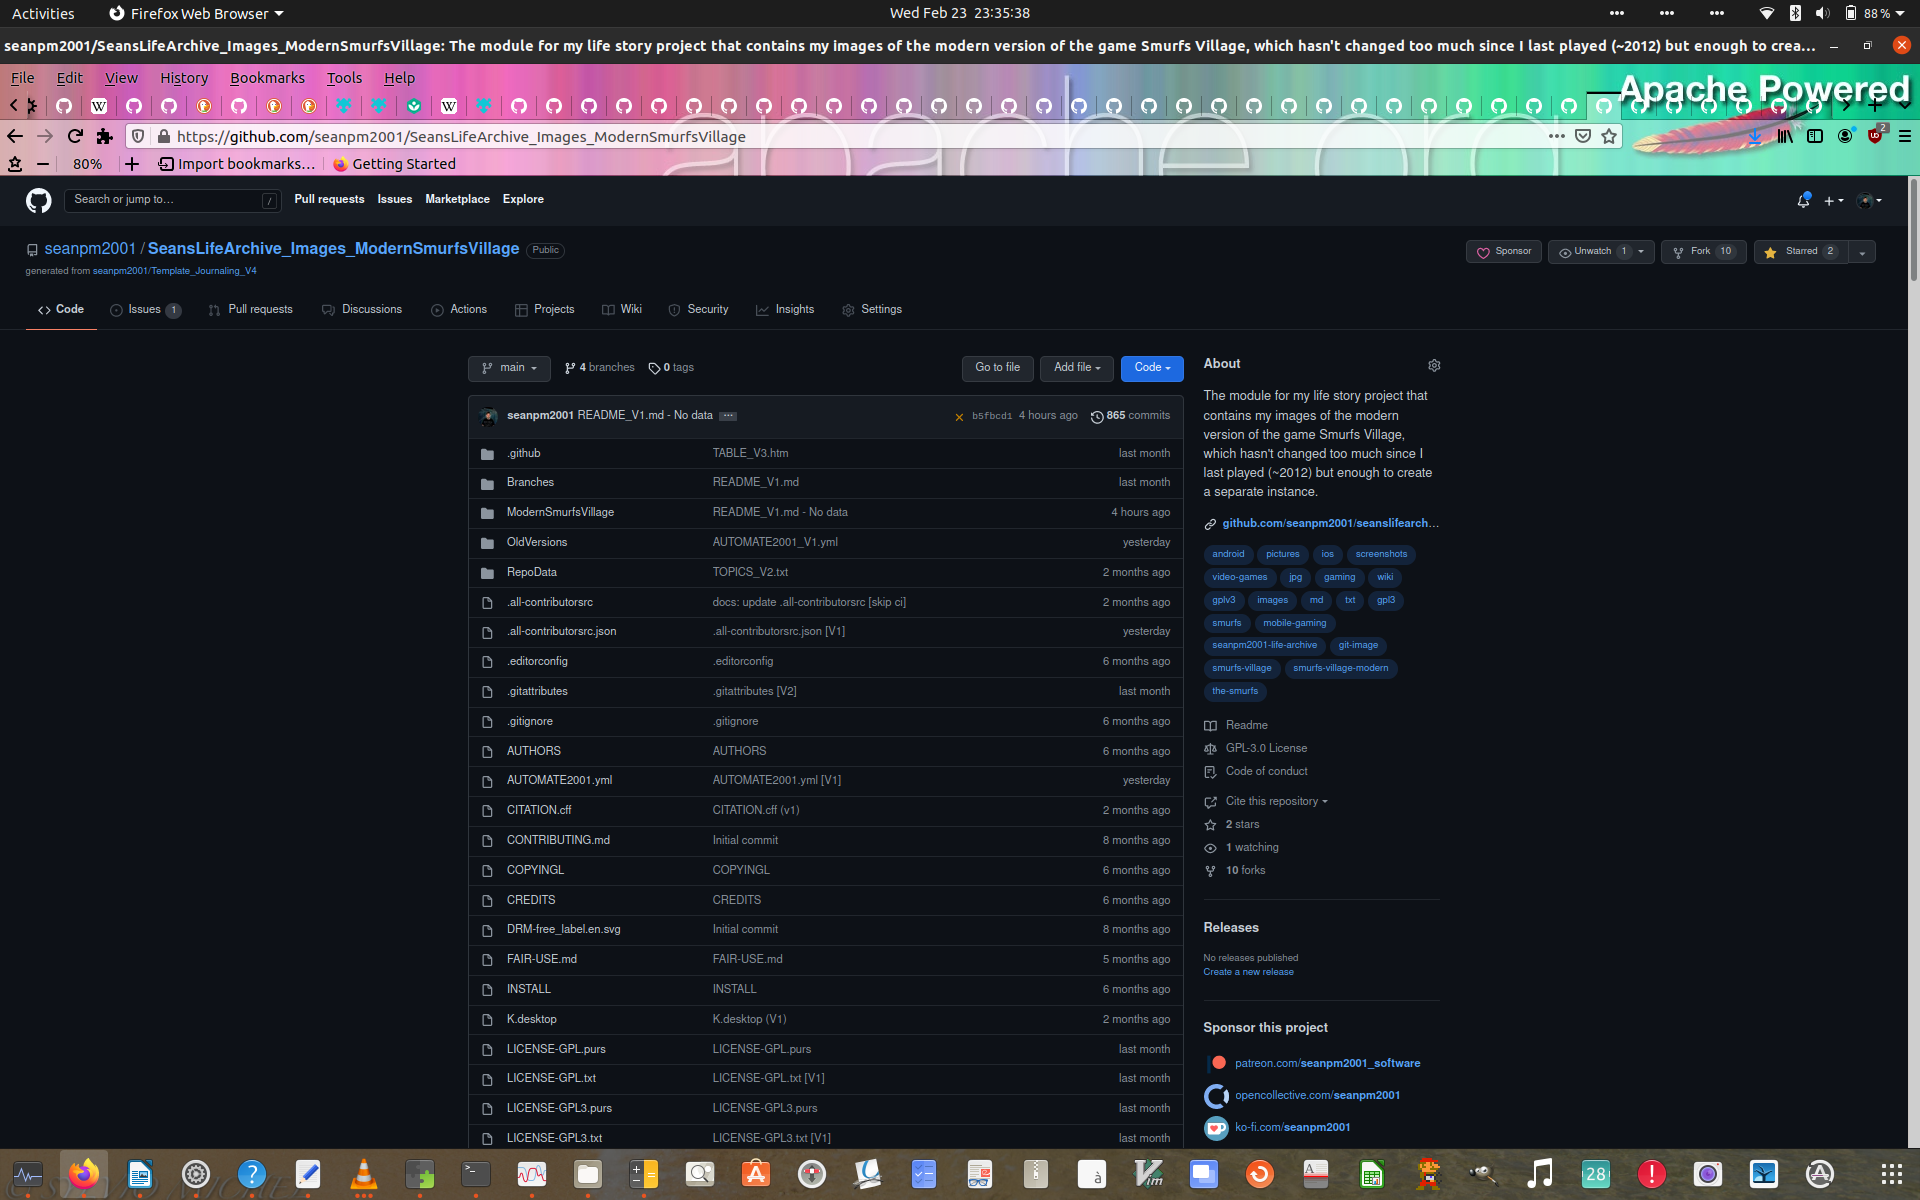 Activities Firefox Web Browser Wed Feb 23 23:35:38 88 %
seanpm2001/SeansLifeArchive_Images_ModernSmurfsVillage: The module for my life story project that contains my images of the modern version of the game Smurfs Village, which hasn't changed too much since I last played (~2012) but enough to crea…
File Edit View History Bookmarks Tools Help
Apache Powered
https://github.com/seanpm2001/SeansLifeArchive_Images_ModernSmurfsVillage 2
80% Import bookmarks… Getting Started
Search or jump to… / Pull requests Issues Marketplace Explore
seanpm2001 / SeansLifeArchive_Images_ModernSmurfsVillage Public
Sponsor Unwatch 1 Fork 10 Starred 2
generated from seanpm2001/Template_Journaling_V4
Code Issues 1 Pull requests Discussions Actions Projects Wiki Security Insights Settings
main 4 branches 0 tags Go to file Add file Code
seanpm2001 README_V1.md - No data b5fbcd1 4 hours ago 865 commits
.github TABLE_V3.htm last month
Branches README_V1.md last month
ModernSmurfsVillage README_V1.md - No data 4 hours ago
OldVersions AUTOMATE2001_V1.yml yesterday
RepoData TOPICS_V2.txt 2 months ago
.all-contributorsrc docs: update .all-contributorsrc [skip ci] 2 months ago
.all-contributorsrc.json .all-contributorsrc.json [V1] yesterday
.editorconfig .editorconfig 6 months ago
.gitattributes .gitattributes [V2] last month
.gitignore .gitignore 6 months ago
AUTHORS AUTHORS 6 months ago
AUTOMATE2001.yml AUTOMATE2001.yml [V1] yesterday
CITATION.cff CITATION.cff (v1) 2 months ago
CONTRIBUTING.md Initial commit 8 months ago
COPYINGL COPYINGL 6 months ago
CREDITS CREDITS 6 months ago
DRM-free_label.en.svg Initial commit 8 months ago
FAIR-USE.md FAIR-USE.md 5 months ago
INSTALL INSTALL 6 months ago
K.desktop K.desktop (V1) 2 months ago
LICENSE-GPL.purs LICENSE-GPL.purs last month
LICENSE-GPL.txt LICENSE-GPL.txt [V1] last month
LICENSE-GPL3.purs LICENSE-GPL3.purs last month
LICENSE-GPL3.txt LICENSE-GPL3.txt [V1] last month
About
The module for my life story project that
contains my images of the modern
version of the game Smurfs Village,
which hasn't changed too much since I
last played (~2012) but enough to create
a separate instance.
github.com/seanpm2001/seanslifearch…
android pictures ios screenshots
video-games jpg gaming wiki
gplv3 images md txt gpl3
smurfs mobile-gaming
seanpm2001-life-archive git-image
smurfs-village smurfs-village-modern
the-smurfs
Readme
GPL-3.0 License
Code of conduct
Cite this repository
2 stars
1 watching
10 forks
Releases
No releases published
Create a new release
Sponsor this project
patreon.com/seanpm2001_software
opencollective.com/seanpm2001
ko-fi.com/seanpm2001
28